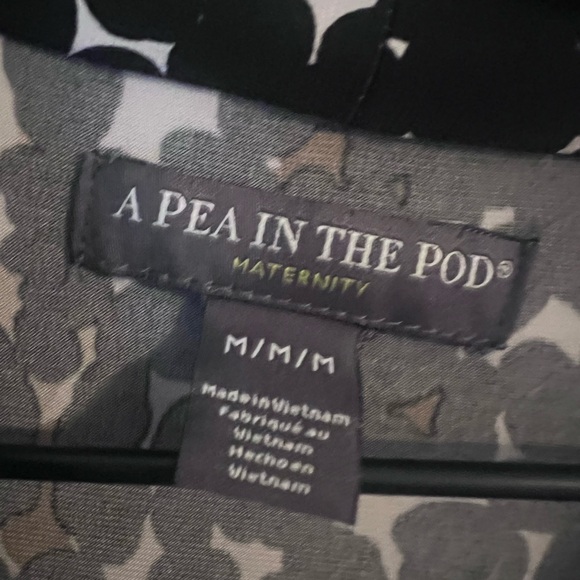 A PEA IN THE POD®
MATERNITY
M/M/M
Made in Vietnam
Fabriqué au
Vietnam
Hecho en
Vietnam